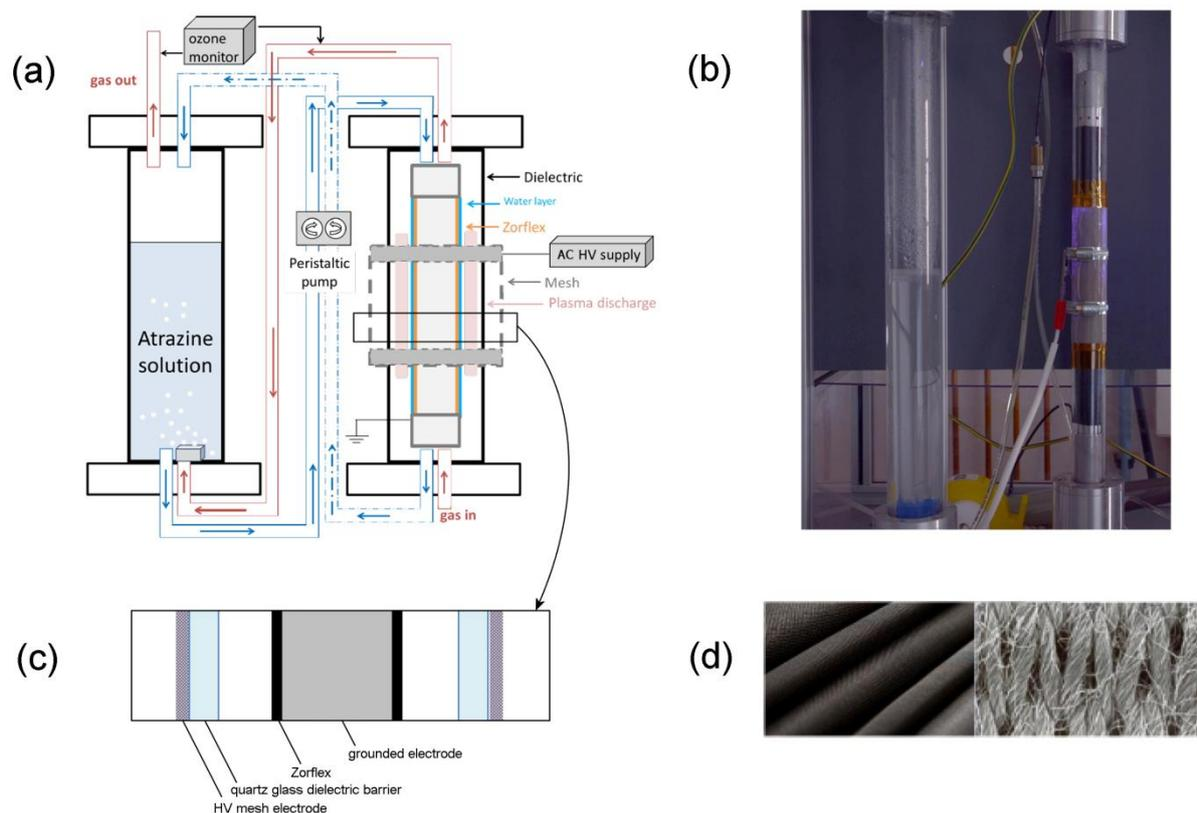 (a)
ozone
monitor
gas out
Dielectric
Water layer
Zorflex
AC HV supply
Peristaltic
pump
Mesh
Plasma discharge
Atrazine
solution
gas in
(b)
(c)
grounded electrode
Zorflex
quartz glass dielectric barrier
HV mesh electrode
(d)